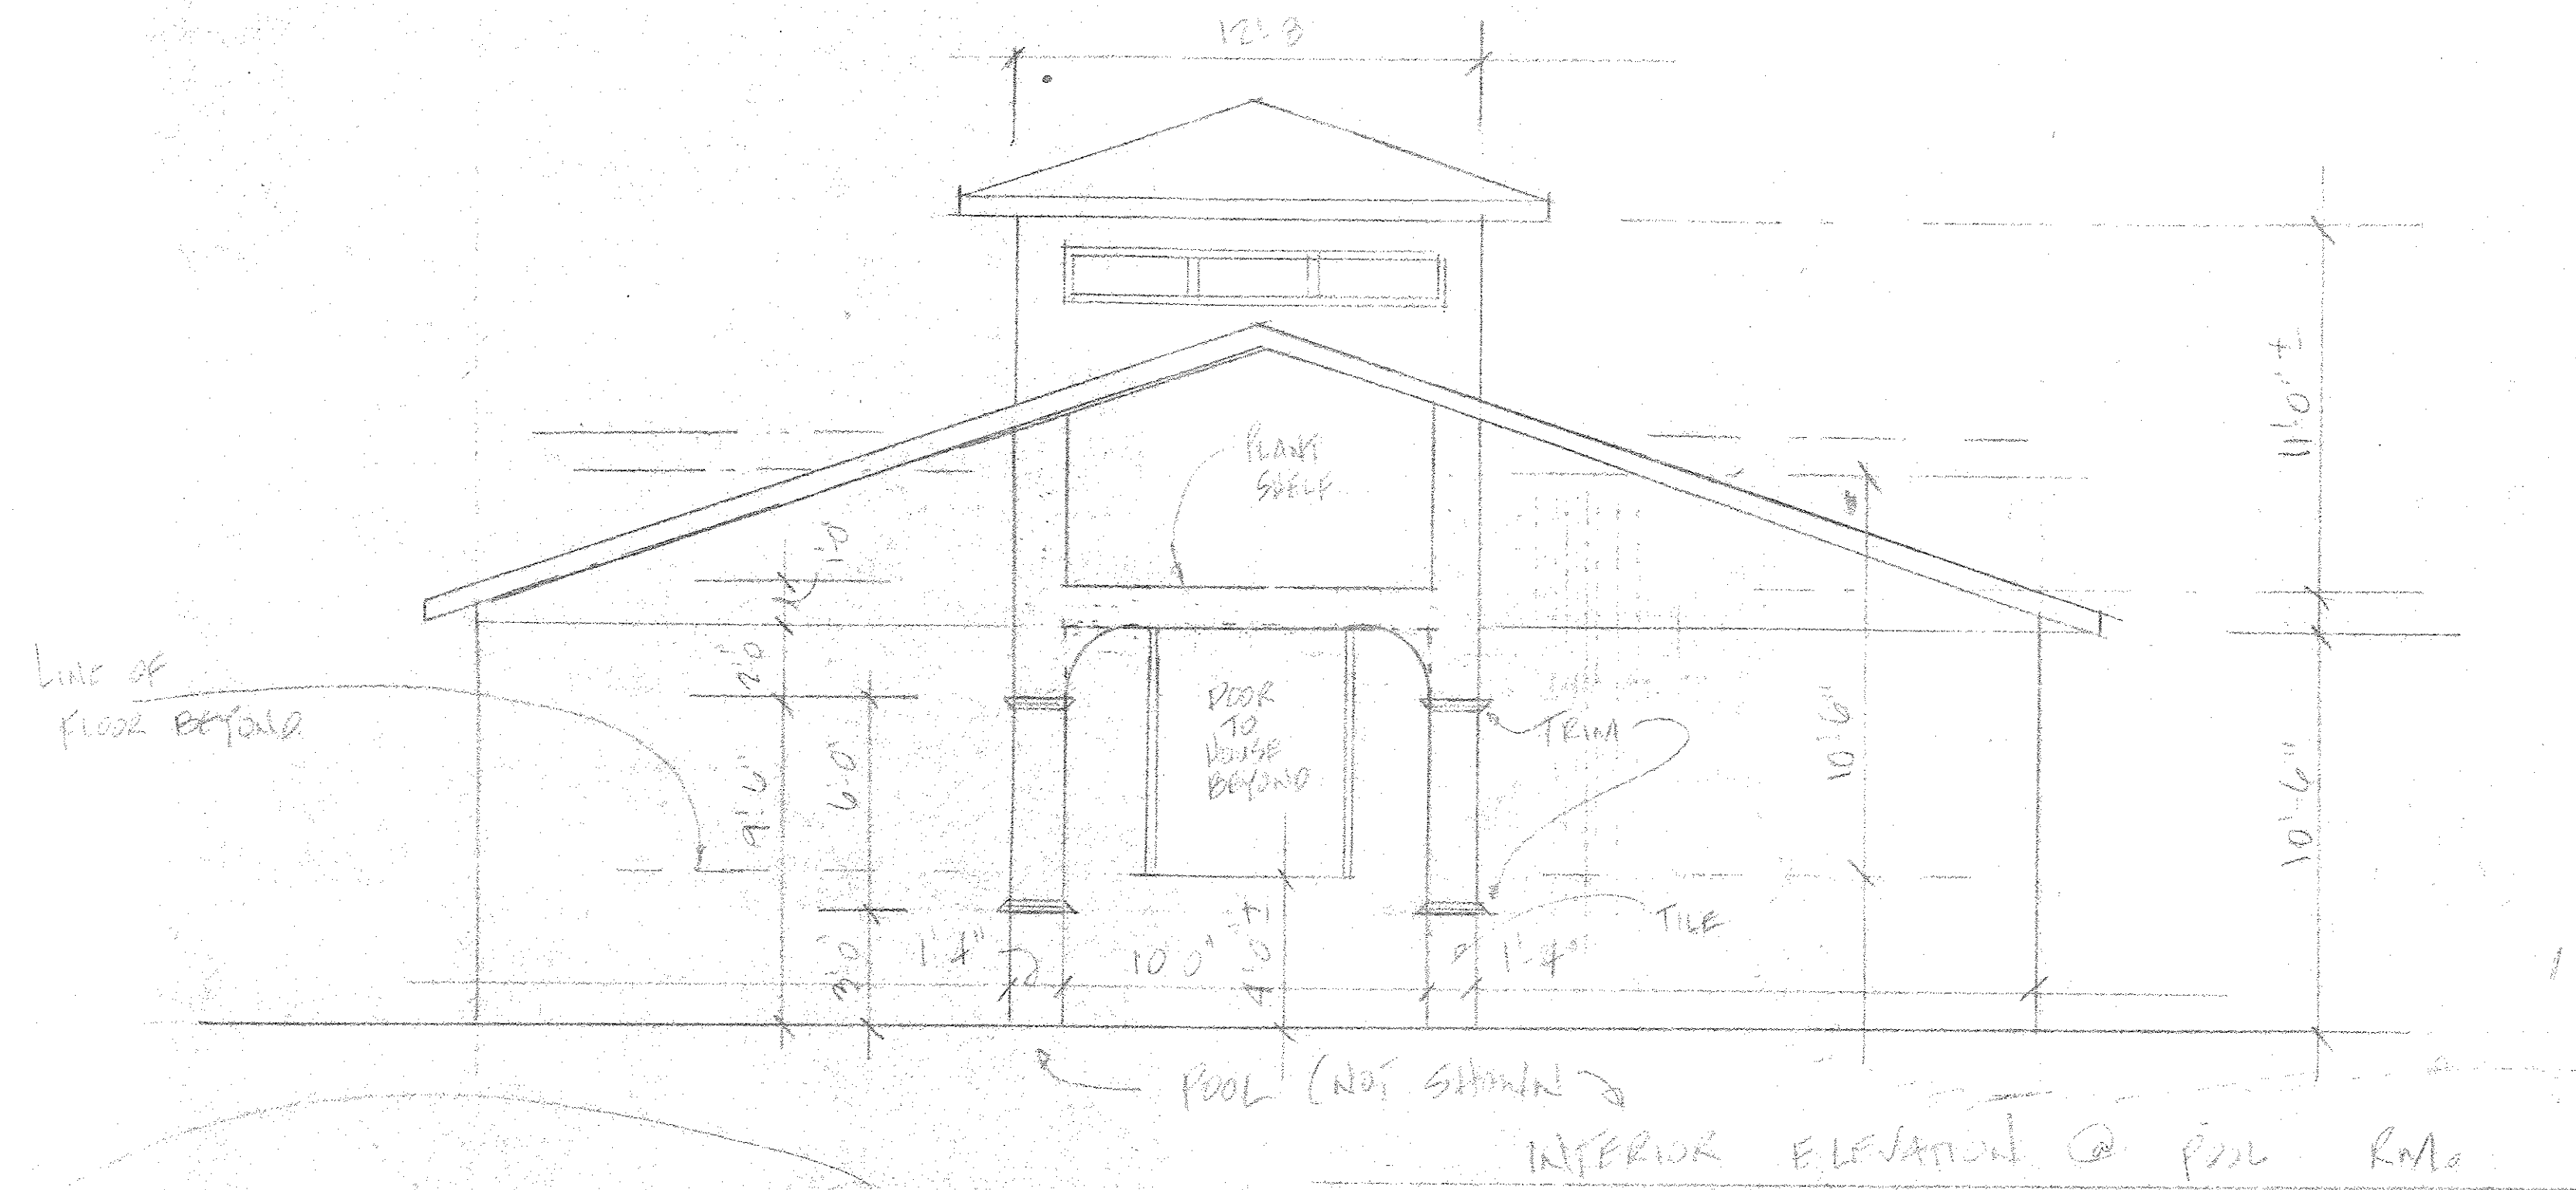 12'-8
11'-0" ±
PLANT
SHELF
1'-0"
2'-0
LINE OF
FLOOR BEYOND
DOOR
TO
HOUSE
BEYOND
TRIM
10'-6"
10'-6"
6'-0"
TILE
1'-4"
10'-0"
4'-0 ±
1'-4"
3'-0"
POOL (NOT SHOWN)
INTERIOR ELEVATION @ POOL RM.